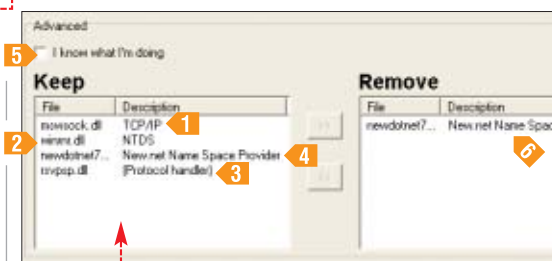 Advanced
5 I know what I'm doing
Keep
Remove
File Description
File Description
mswsock.dll TCP/IP 1
2 winrnr.dll NTDS
newdotnet7... New.net Name Space Provider 4
rsvpsp.dll (Protocol handler) 3
>>
<<
newdotnet7... New.net Name Spac
6